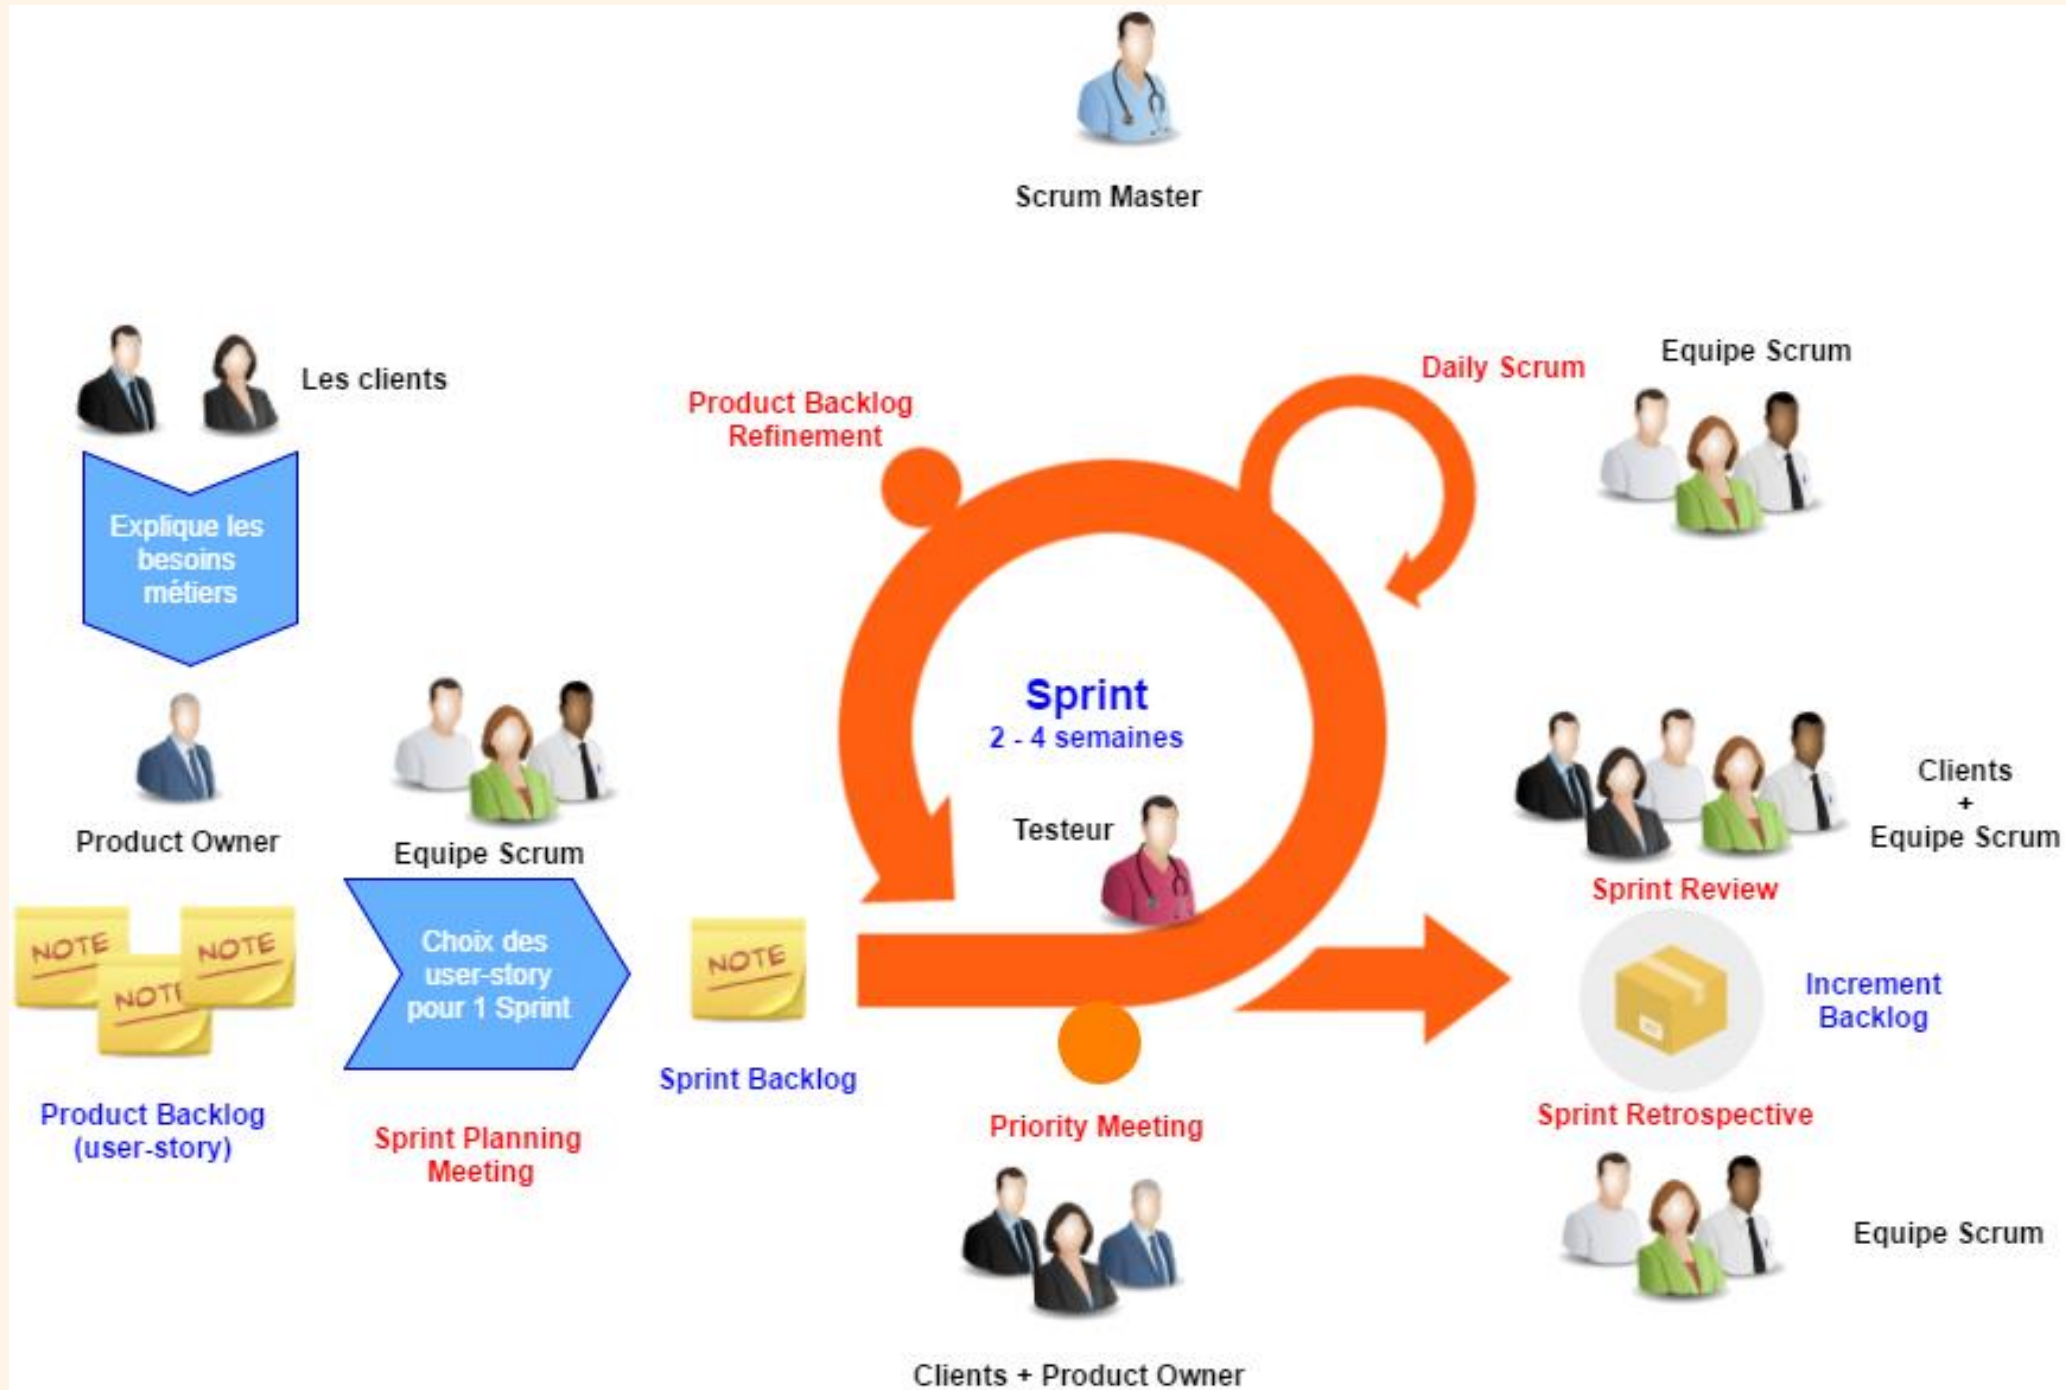 Scrum Master
Les clients
Explique les
besoins
métiers
Product Owner
NOTE
NOTE
NOTE
Product Backlog
(user-story)
Equipe Scrum
Choix des
user-story
pour 1 Sprint
Sprint Planning
Meeting
NOTE
Sprint Backlog
Product Backlog
Refinement
Daily Scrum
Equipe Scrum
Sprint
2 - 4 semaines
Testeur
Priority Meeting
Clients + Product Owner
Clients
+
Equipe Scrum
Sprint Review
Increment
Backlog
Sprint Retrospective
Equipe Scrum